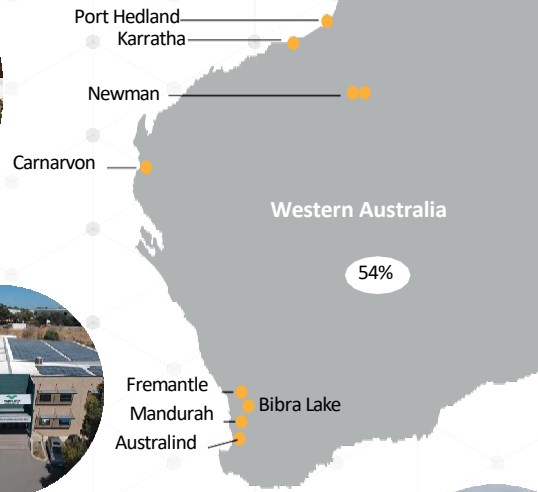 Port Hedland
Karratha
Newman
Carnarvon
Western Australia
54%
Fremantle
Bibra Lake
Mandurah
Australind